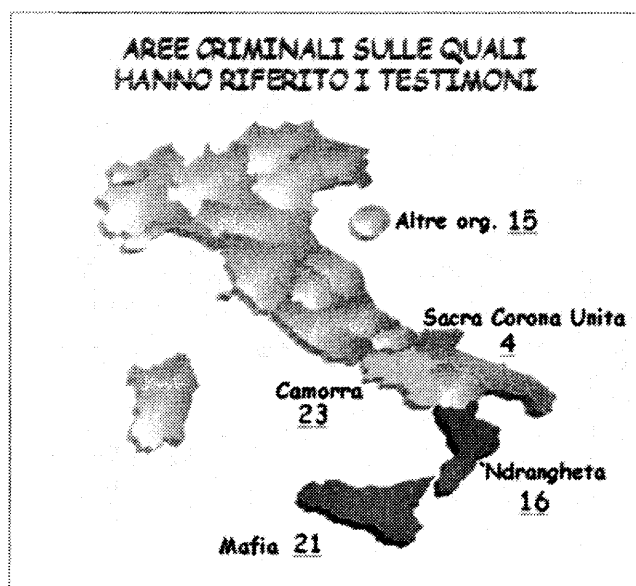 AREE CRIMINALI SULLE QUALI
HANNO RIFERITO I TESTIMONI
Altre org. 15
Sacra Corona Unita
4
Camorra
23
'Ndrangheta
16
Mafia 21